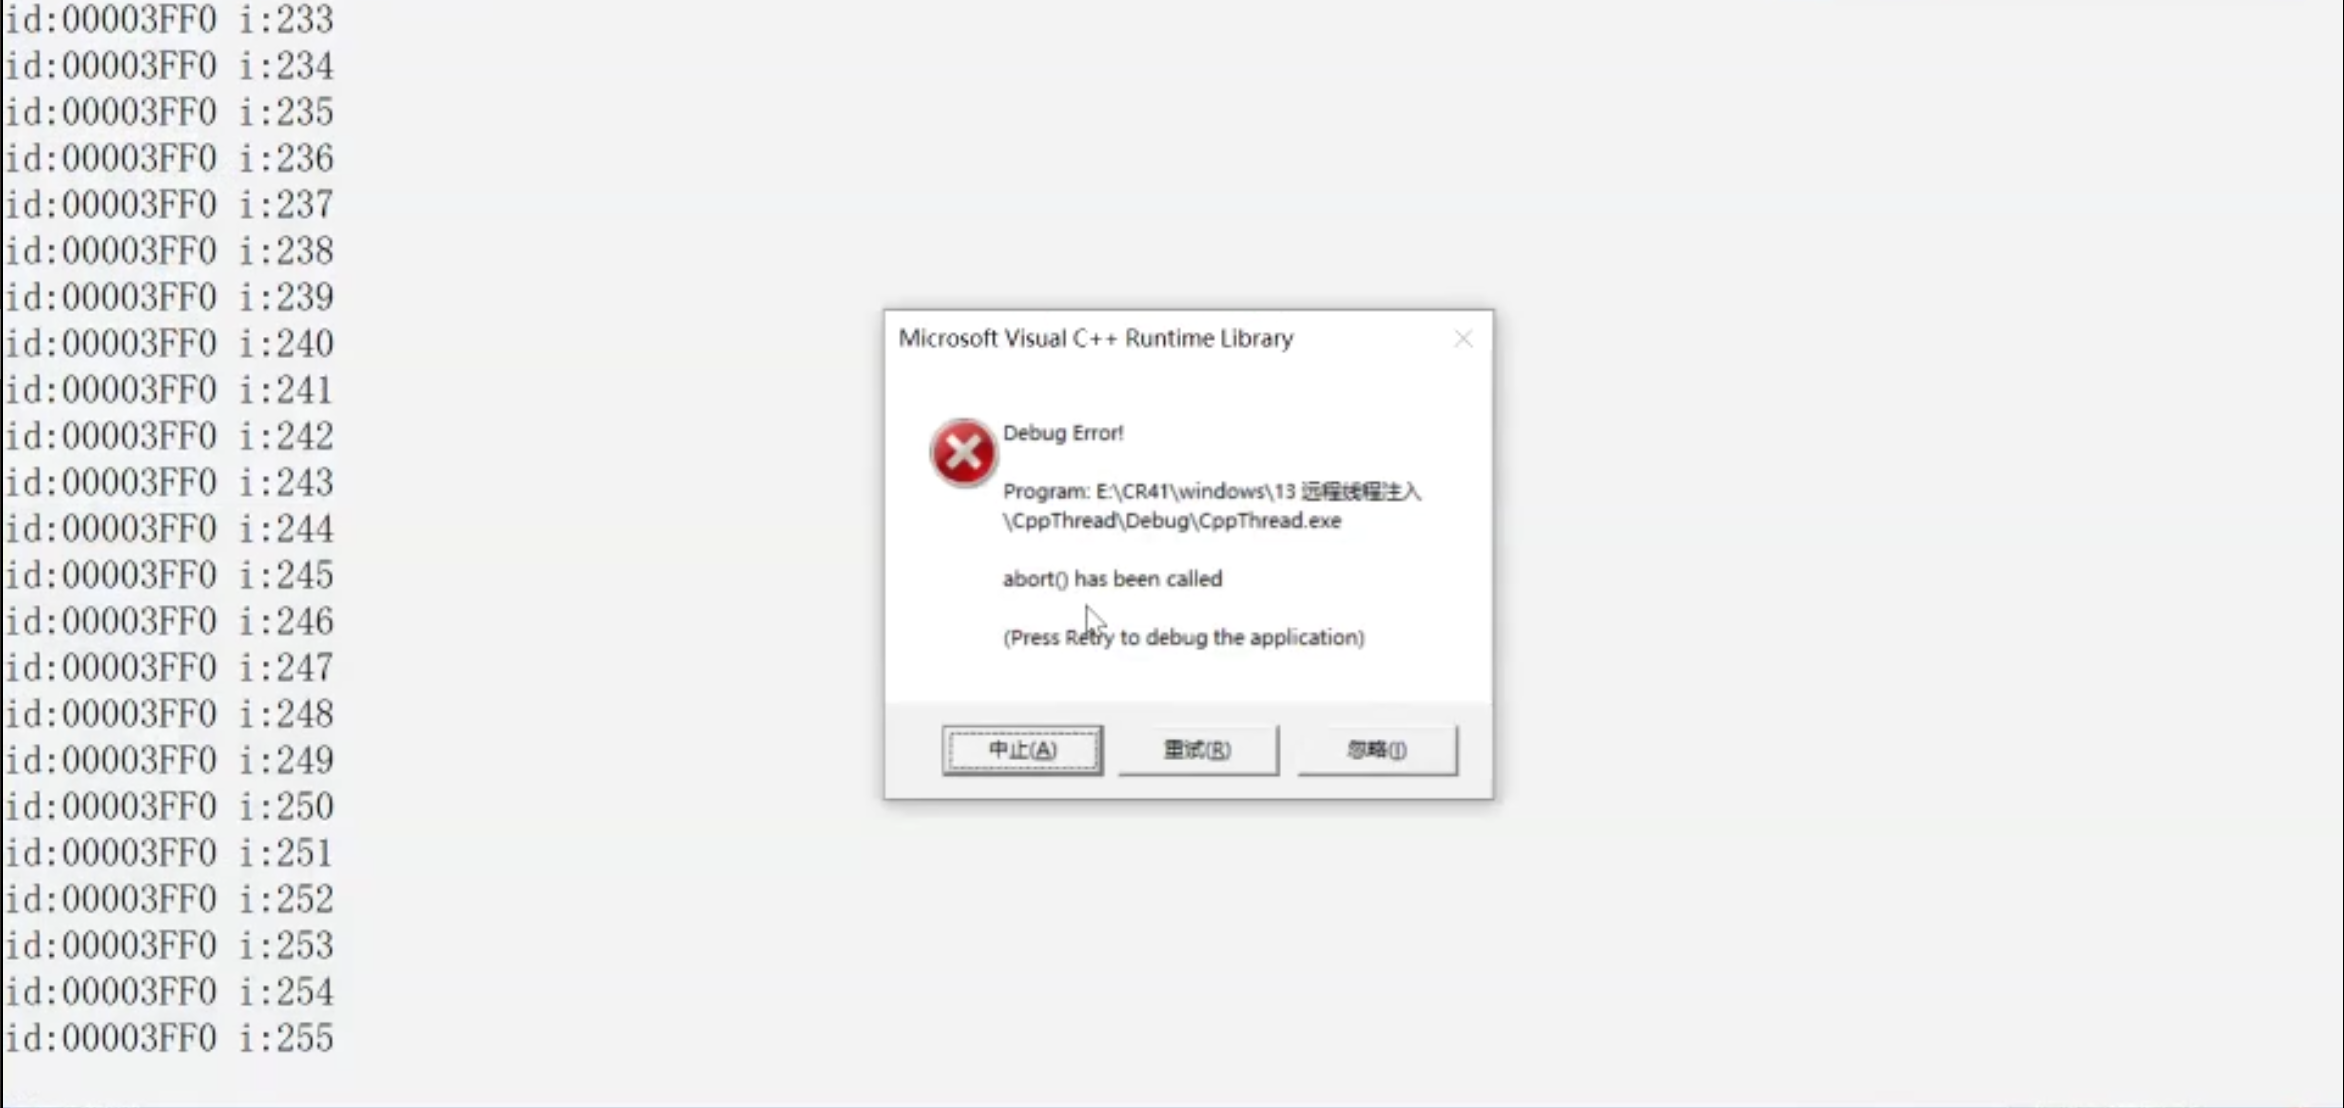 id:00003FF0 i:233
id:00003FF0 i:234
id:00003FF0 i:235
id:00003FF0 i:236
id:00003FF0 i:237
id:00003FF0 i:238
id:00003FF0 i:239
id:00003FF0 i:240
id:00003FF0 i:241
id:00003FF0 i:242
id:00003FF0 i:243
id:00003FF0 i:244
id:00003FF0 i:245
id:00003FF0 i:246
id:00003FF0 i:247
id:00003FF0 i:248
id:00003FF0 i:249
id:00003FF0 i:250
id:00003FF0 i:251
id:00003FF0 i:252
id:00003FF0 i:253
id:00003FF0 i:254
id:00003FF0 i:255
Microsoft Visual C++ Runtime Library
Debug Error!
Program: E:\CR41\windows\13 远程线程注入
\CppThread\Debug\CppThread.exe
abort() has been called
(Press Retry to debug the application)
中止(A) 重试(R) 忽略(I)